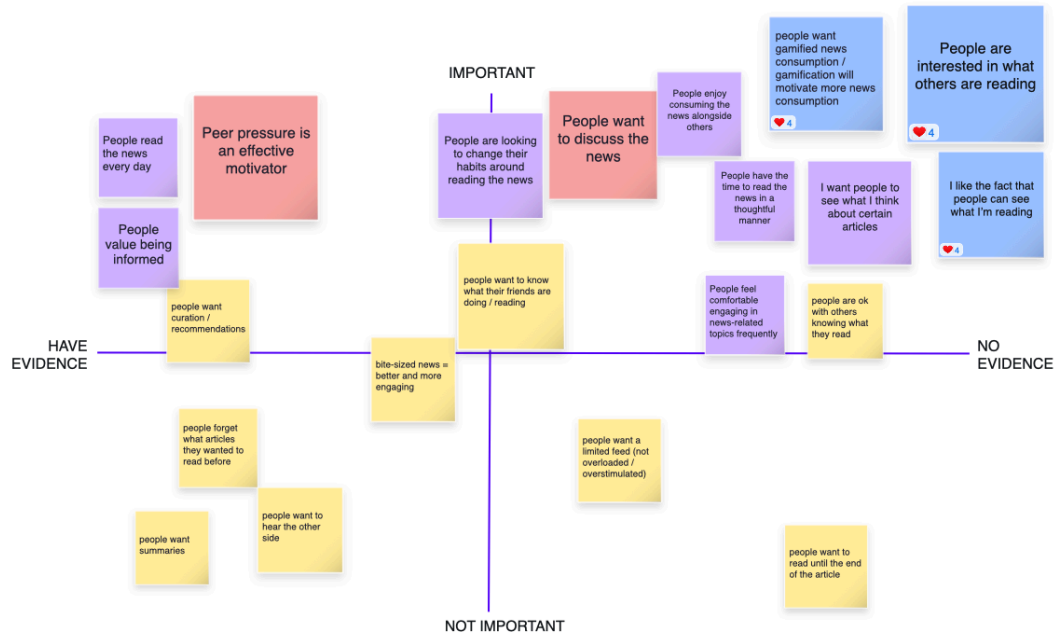 IMPORTANT
people want
gamified news
consumption /
gamification will
motivate more news
consumption
4
People are
interested in what
others are reading
4
People read
the news
every day
Peer pressure is
an effective
motivator
People are looking
to change their
habits around
reading the news
People want
to discuss the
news
People enjoy
consuming the
news alongside
others
People have the
time to read the
news in a
thoughtful
manner
I want people to
see what I think
about certain
articles
I like the fact that
people can see
what I'm reading
4
People
value being
informed
people want
curation /
recommendations
people want to know
what their friends are
doing / reading
People feel
comfortable
engaging in
news-related
topics frequently
people are ok
with others
knowing what
they read
HAVE
EVIDENCE
NO
EVIDENCE
bite-sized news =
better and more
engaging
people forget
what articles
they wanted to
read before
people want a
limited feed (not
overloaded /
overstimulated)
people want
summaries
people want to
hear the other
side
people want to
read until the end
of the article
NOT IMPORTANT